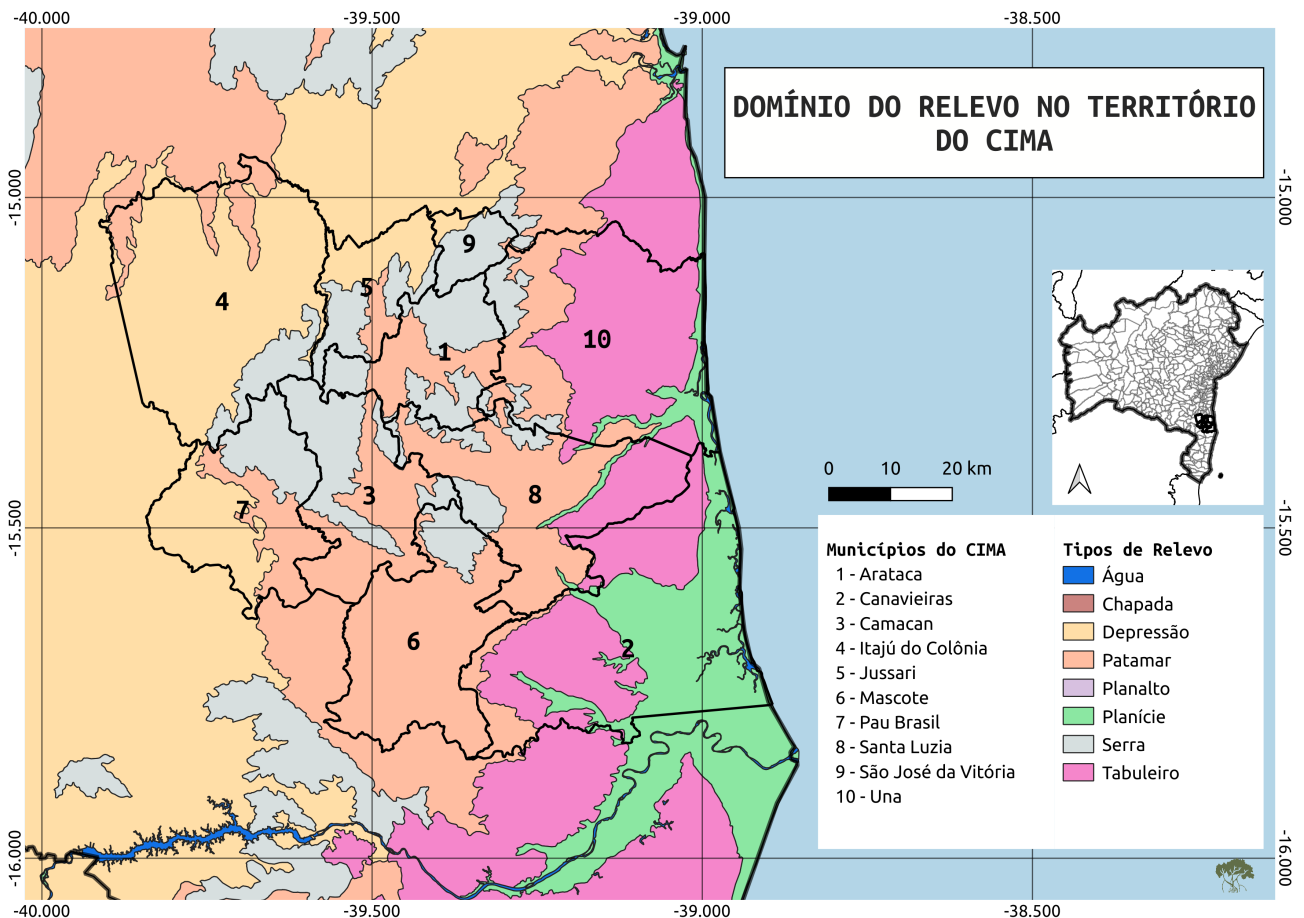 -40.000
-39.500
-39.000
-38.500
DOMÍNIO DO RELEVO NO TERRITÓRIO
DO CIMA
-15.000
-15.000
9
5
4
10
1
0 10 20 km
3
8
7
-15.500
-15.500
Municípios do CIMA
1 - Arataca
2 - Canavieiras
3 - Camacan
4 - Itajú do Colônia
5 - Jussari
6 - Mascote
7 - Pau Brasil
8 - Santa Luzia
9 - São José da Vitória
10 - Una
Tipos de Relevo
Água
Chapada
Depressão
Patamar
Planalto
Planície
Serra
Tabuleiro
6
2
-16.000
-16.000
-40.000
-39.500
-39.000
-38.500